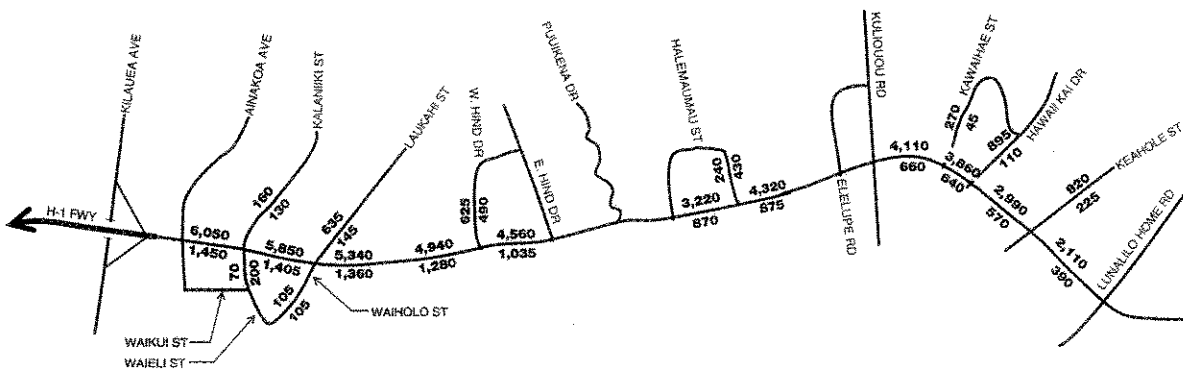 KILAUEA AVE
AINAKOA AVE
KALANIIKI ST
LAUKAHI ST
W. HIND DR
E. HIND DR
PUUIKENA DR
HALEMAUMAU ST
ELELUPE RD
KULIOUOU RD
KAWAIHAE ST
HAWAII KAI DR
KEAHOLE ST
LUNALILO HOME RD
H-1 FWY
6,050
1,450
160
130
5,850
1,405
70
200
105
105
635
145
5,340
1,360
4,940
1,280
625
490
4,560
1,035
3,220
870
240
430
4,320
575
4,110
660
270
45
3,860
640
895
110
2,990
570
820
225
2,110
390
WAIHOLO ST
WAIKUI ST
WAIELI ST